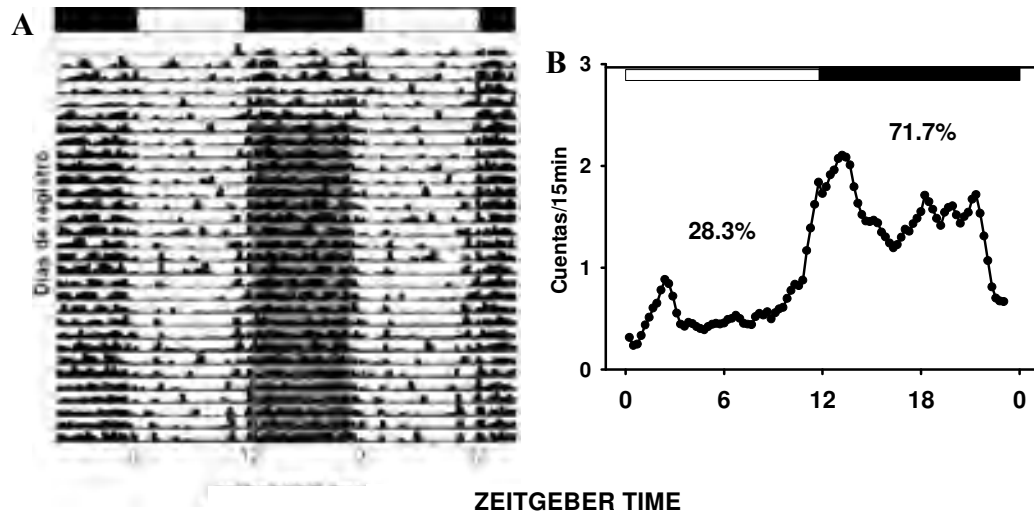 A
Días de registro
B
3
2
1
0
Cuentas/15min
28.3%
71.7%
0 6 12 18 0
ZEITGEBER TIME